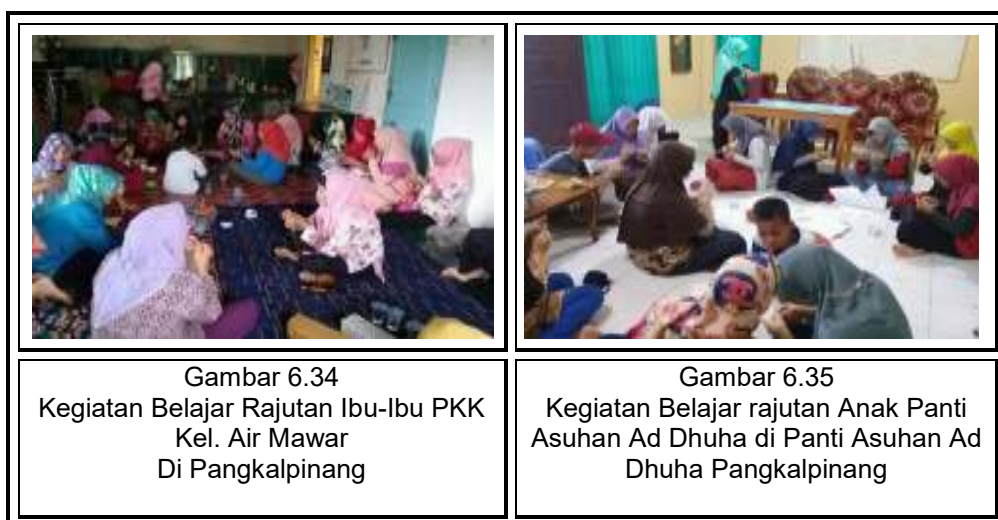 Gambar 6.34
Kegiatan Belajar Rajutan Ibu-Ibu PKK
Kel. Air Mawar
Di Pangkalpinang
Gambar 6.35
Kegiatan Belajar rajutan Anak Panti
Asuhan Ad Dhuha di Panti Asuhan Ad
Dhuha Pangkalpinang